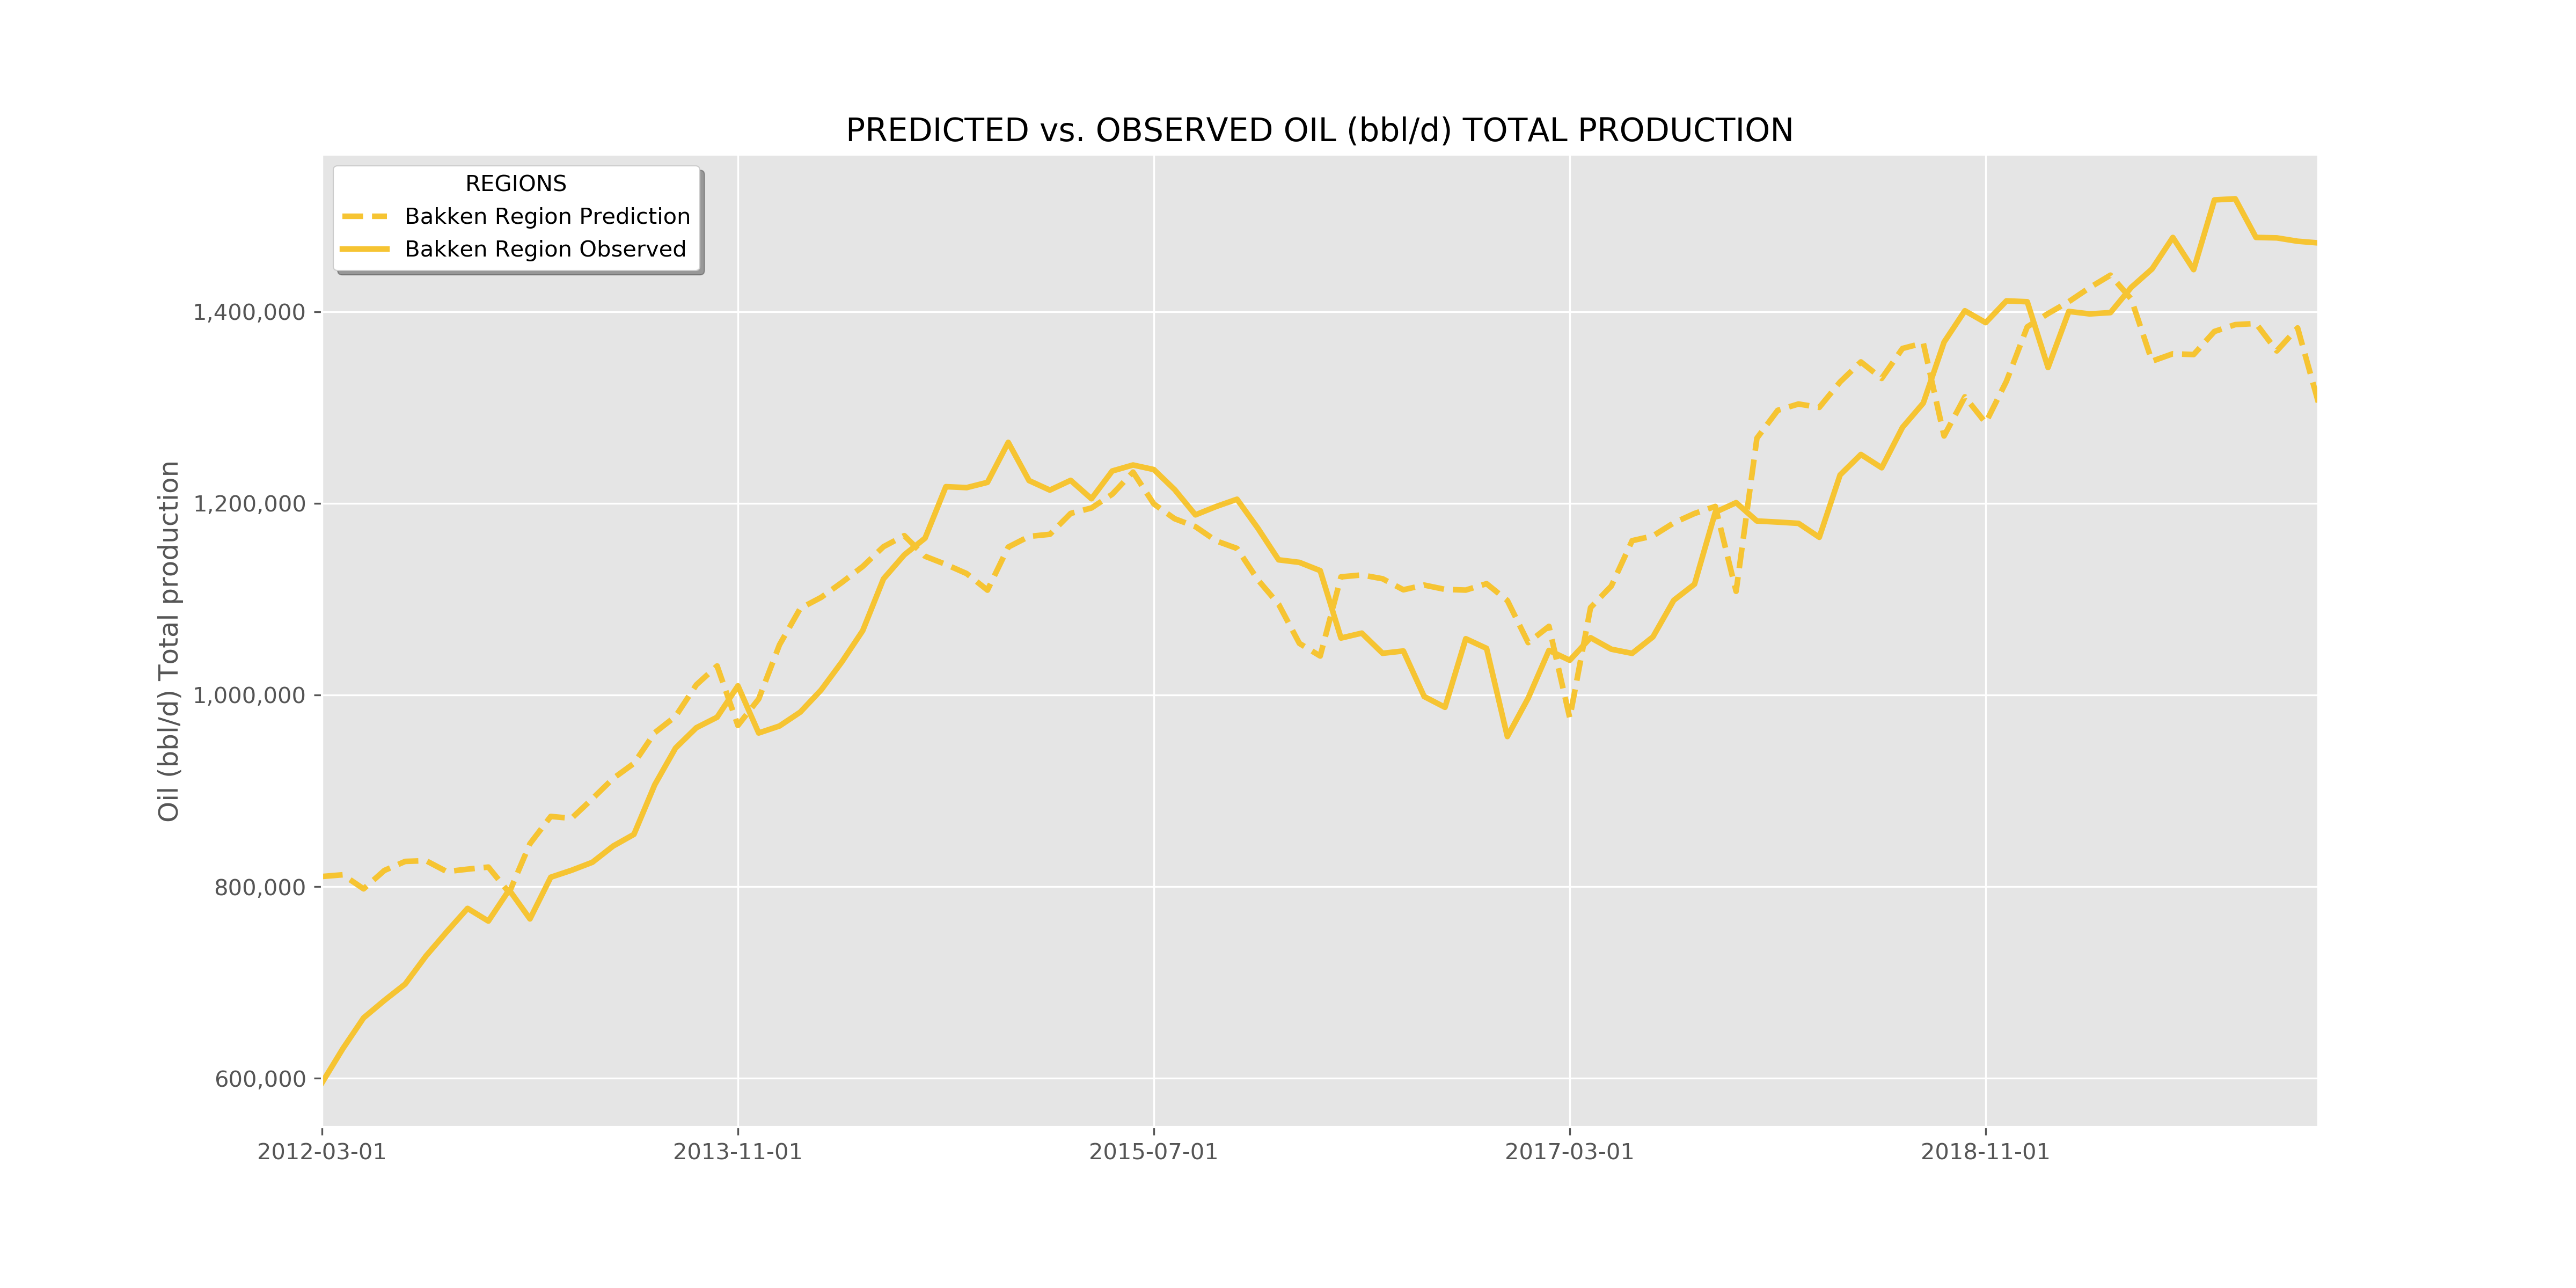 PREDICTED vs. OBSERVED OIL (bbl/d) TOTAL PRODUCTION
REGIONS
Bakken Region Prediction
Bakken Region Observed
Oil (bbl/d) Total production
1,400,000
1,200,000
1,000,000
800,000
600,000
2012-03-01
2013-11-01
2015-07-01
2017-03-01
2018-11-01